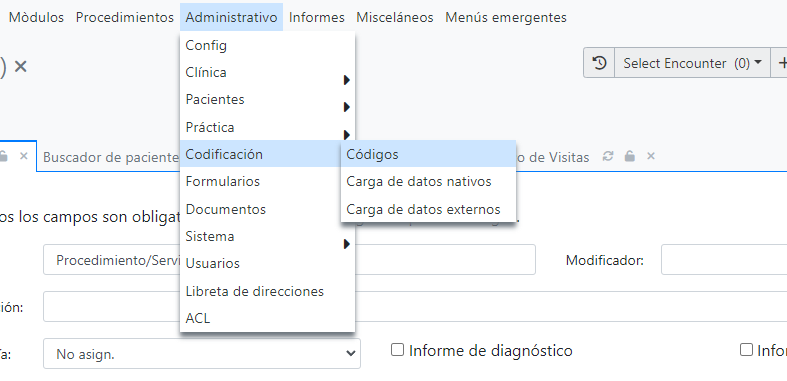 Mòdulos Procedimientos Administrativo Informes Misceláneos Menús emergentes
Config
Clínica
Pacientes
Práctica
Codificación
Formularios
Documentos
Sistema
Usuarios
Libreta de direcciones
ACL
Códigos
Carga de datos nativos
Carga de datos externos
Select Encounter (0)
Buscador de paciente
o de Visitas
os los campos son obligat
Procedimiento/Servi
Modificador:
ión:
ía:
No asign.
Informe de diagnóstico
Info